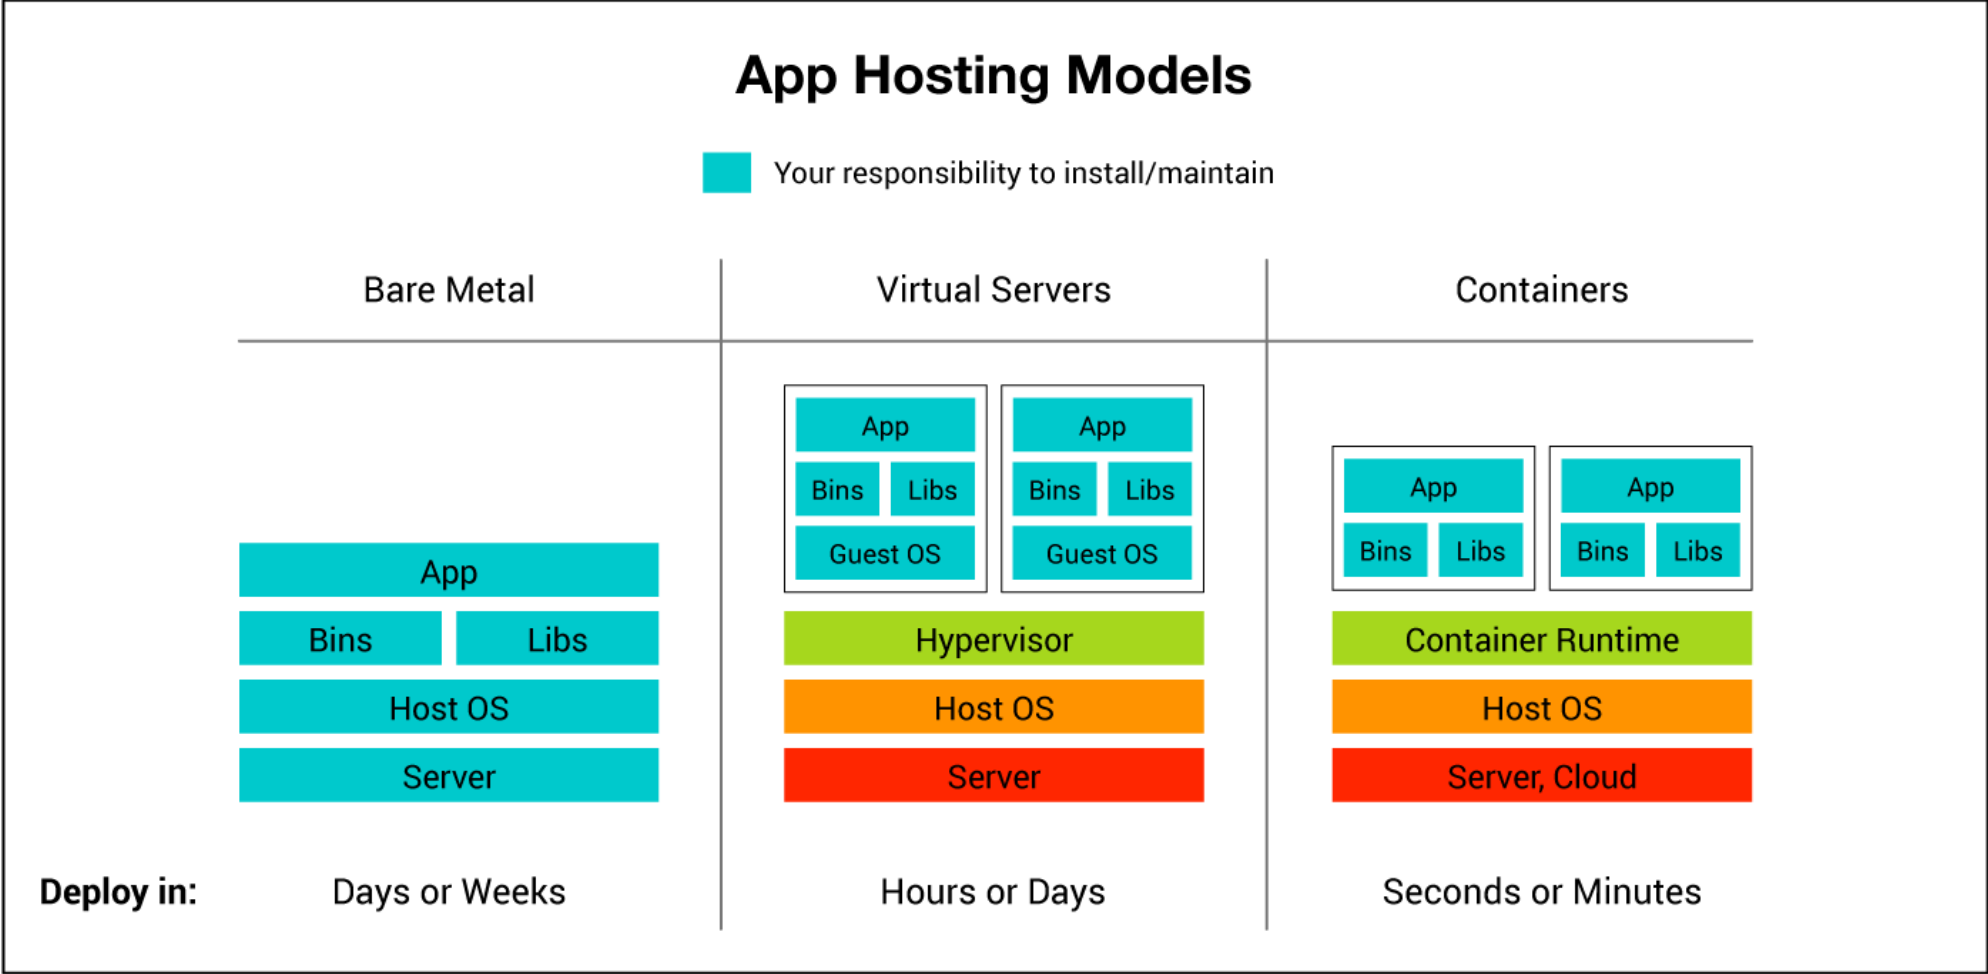 App Hosting Models
Your responsibility to install/maintain
Bare Metal
Virtual Servers
Containers
App
Bins Libs
Host OS
Server
App
Bins Libs
Guest OS
App
Bins Libs
Guest OS
Hypervisor
Host OS
Server
App
Bins Libs
App
Bins Libs
Container Runtime
Host OS
Server, Cloud
Deploy in:
Days or Weeks
Hours or Days
Seconds or Minutes